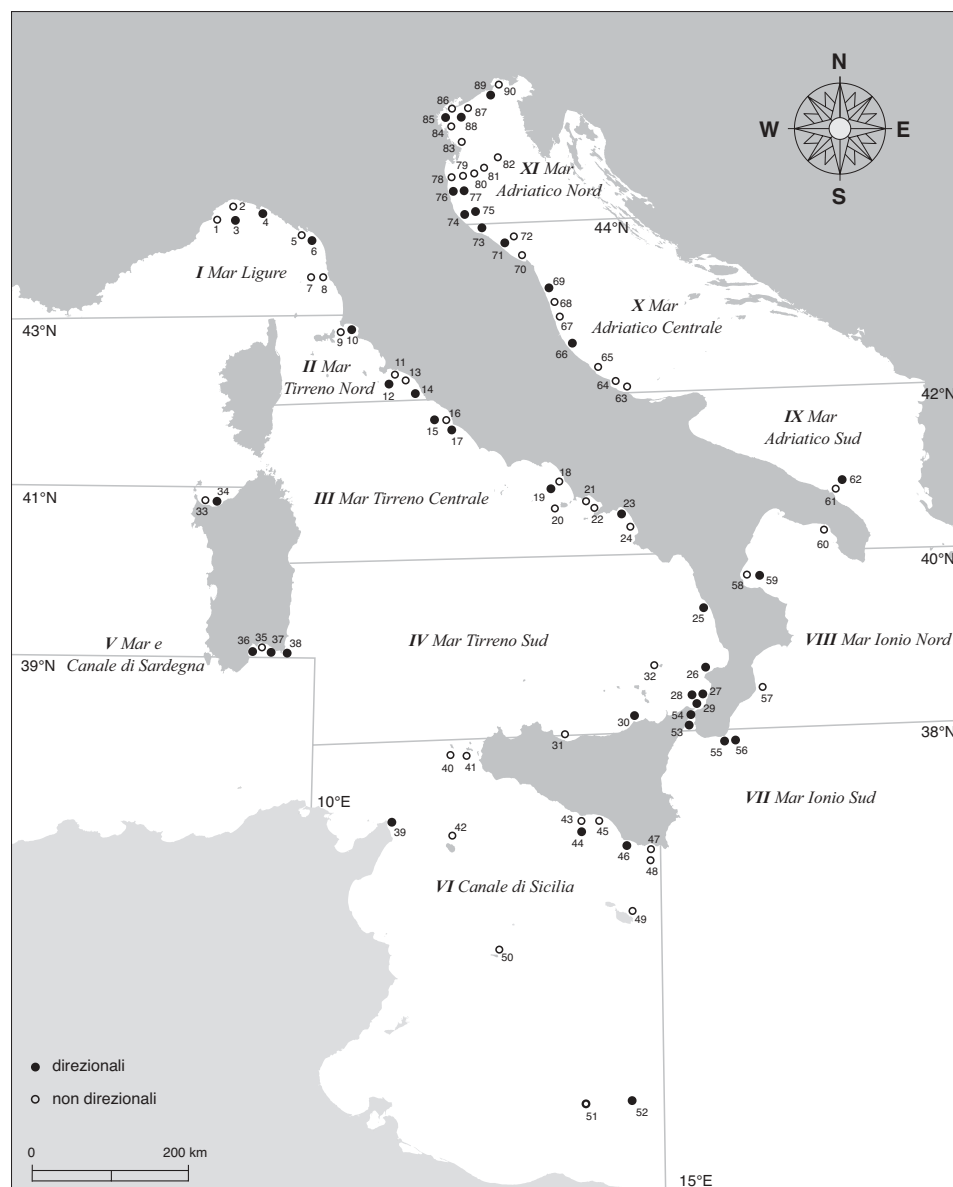 N
W
E
S
89
90
86
87
85
88
84
83
82
79
81
78
80
XI Mar
Adriatico Nord
76
77
75
74
44°N
73
72
71
70
2
1
3
4
5
6
I Mar Ligure
7
8
69
68
67
X Mar
Adriatico Centrale
43°N
9
10
66
65
64
63
II Mar
Tirreno Nord
11
13
12
14
42°N
15
16
17
IX Mar
Adriatico Sud
41°N
34
33
III Mar Tirreno Centrale
18
19
20
21
22
23
24
62
61
60
40°N
58
59
25
V Mar e
Canale di Sardegna
36
35
37
38
IV Mar Tirreno Sud
VIII Mar Ionio Nord
39°N
32
26
28
27
29
57
30
54
53
31
55
56
38°N
40
41
10°E
VII Mar Ionio Sud
39
42
43
45
44
46
47
48
VI Canale di Sicilia
49
50
direzionali
non direzionali
51
52
0
200 km
15°E